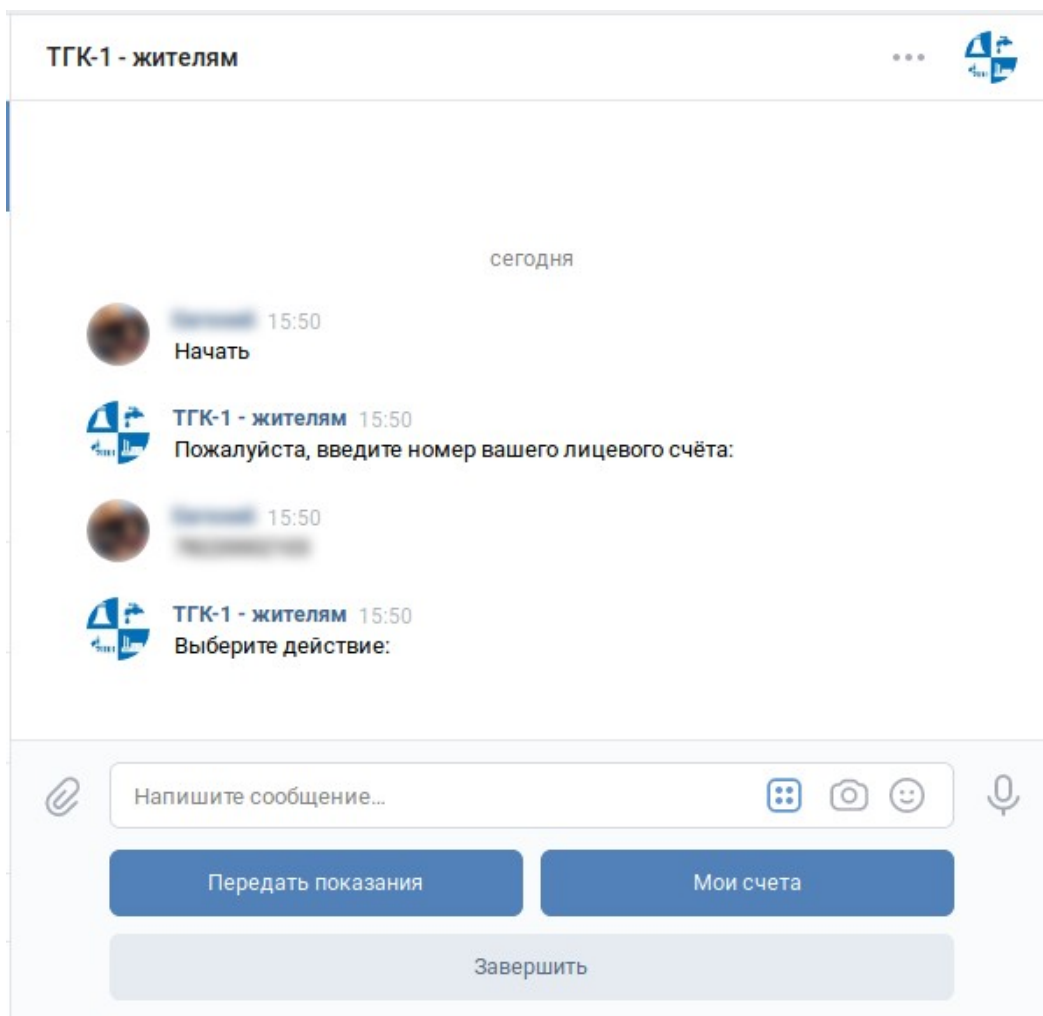 ТГК-1 - жителям
сегодня
15:50
Начать
ТГК-1 - жителям 15:50
Пожалуйста, введите номер вашего лицевого счёта:
15:50
ТГК-1 - жителям 15:50
Выберите действие:
Напишите сообщение...
Передать показания
Мои счета
Завершить